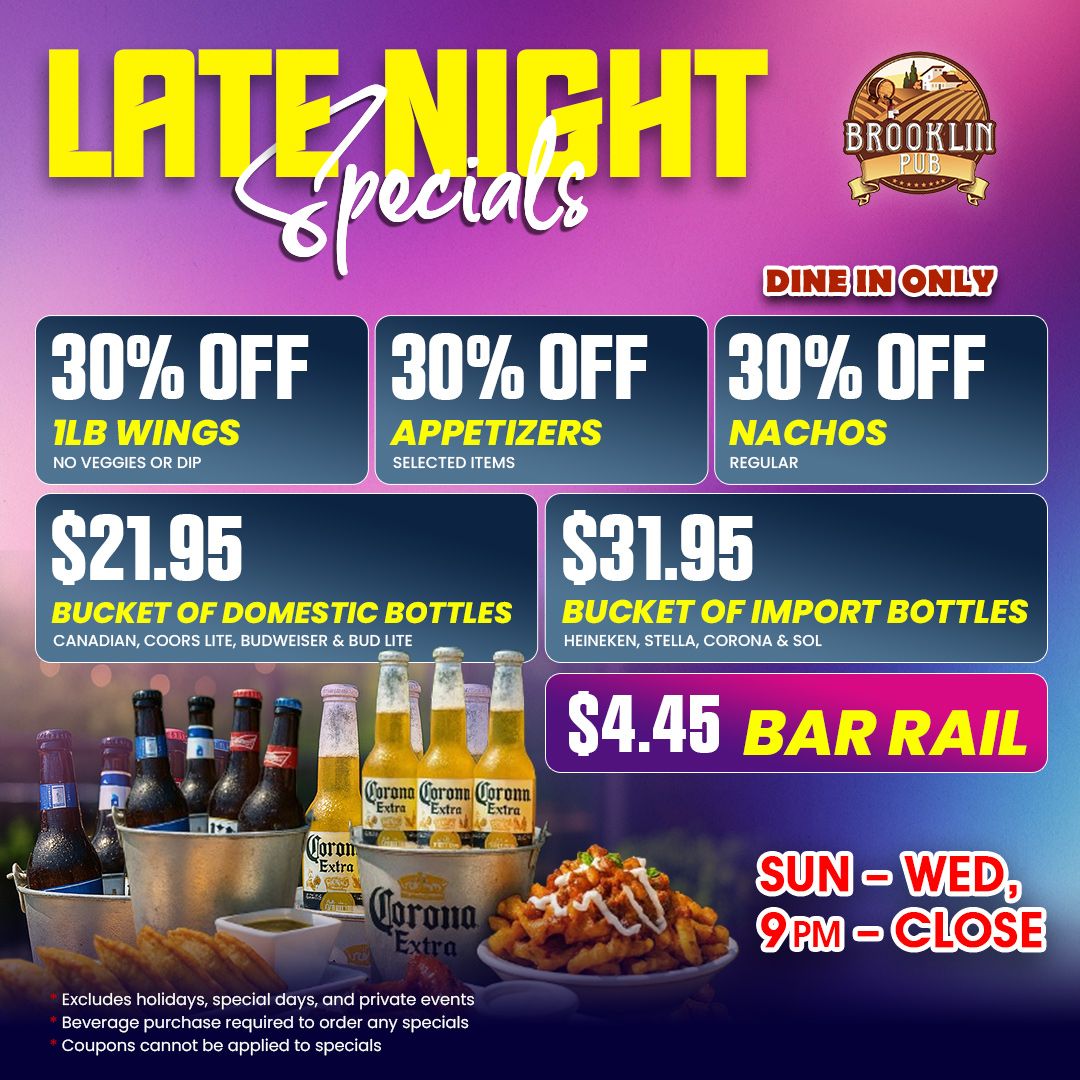 LATE NIGHT
Specials
BROOKLIN
PUB
DINE IN ONLY
30% OFF
1LB WINGS
NO VEGGIES OR DIP
30% OFF
APPETIZERS
SELECTED ITEMS
30% OFF
NACHOS
REGULAR
$21.95
BUCKET OF DOMESTIC BOTTLES
CANADIAN, COORS LITE, BUDWEISER & BUD LITE
$31.95
BUCKET OF IMPORT BOTTLES
HEINEKEN, STELLA, CORONA & SOL
$4.45 BAR RAIL
Corona
Extra
Corona
Extra
Corona
Extra
Corona
Extra
Corona
Extra
SUN – WED,
9PM – CLOSE
* Excludes holidays, special days, and private events
* Beverage purchase required to order any specials
* Coupons cannot be applied to specials